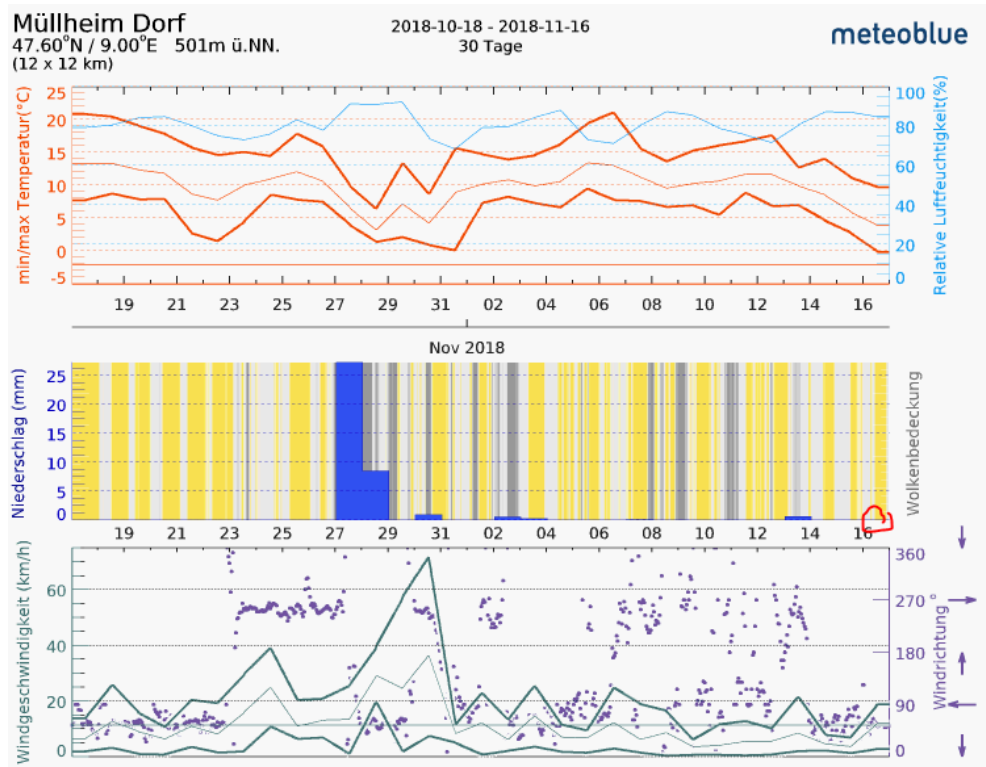 Müllheim Dorf
47.60°N / 9.00°E 501m ü.NN.
(12 x 12 km)
2018-10-18 - 2018-11-16
30 Tage
meteoblue
min/max Temperatur(°C)
25
20
15
10
5
0
-5
Relative Luftfeuchtigkeit(%)
100
80
60
40
20
0
19 21 23 25 27 29 31 02 04 06 08 10 12 14 16
Nov 2018
Niederschlag (mm)
25
20
15
10
5
0
Wolkenbedeckung
19 21 23 25 27 29 31 02 04 06 08 10 12 14 16
Windgeschwindigkeit (km/h)
60
40
20
0
360
270
180
90
0
Windrichtung °